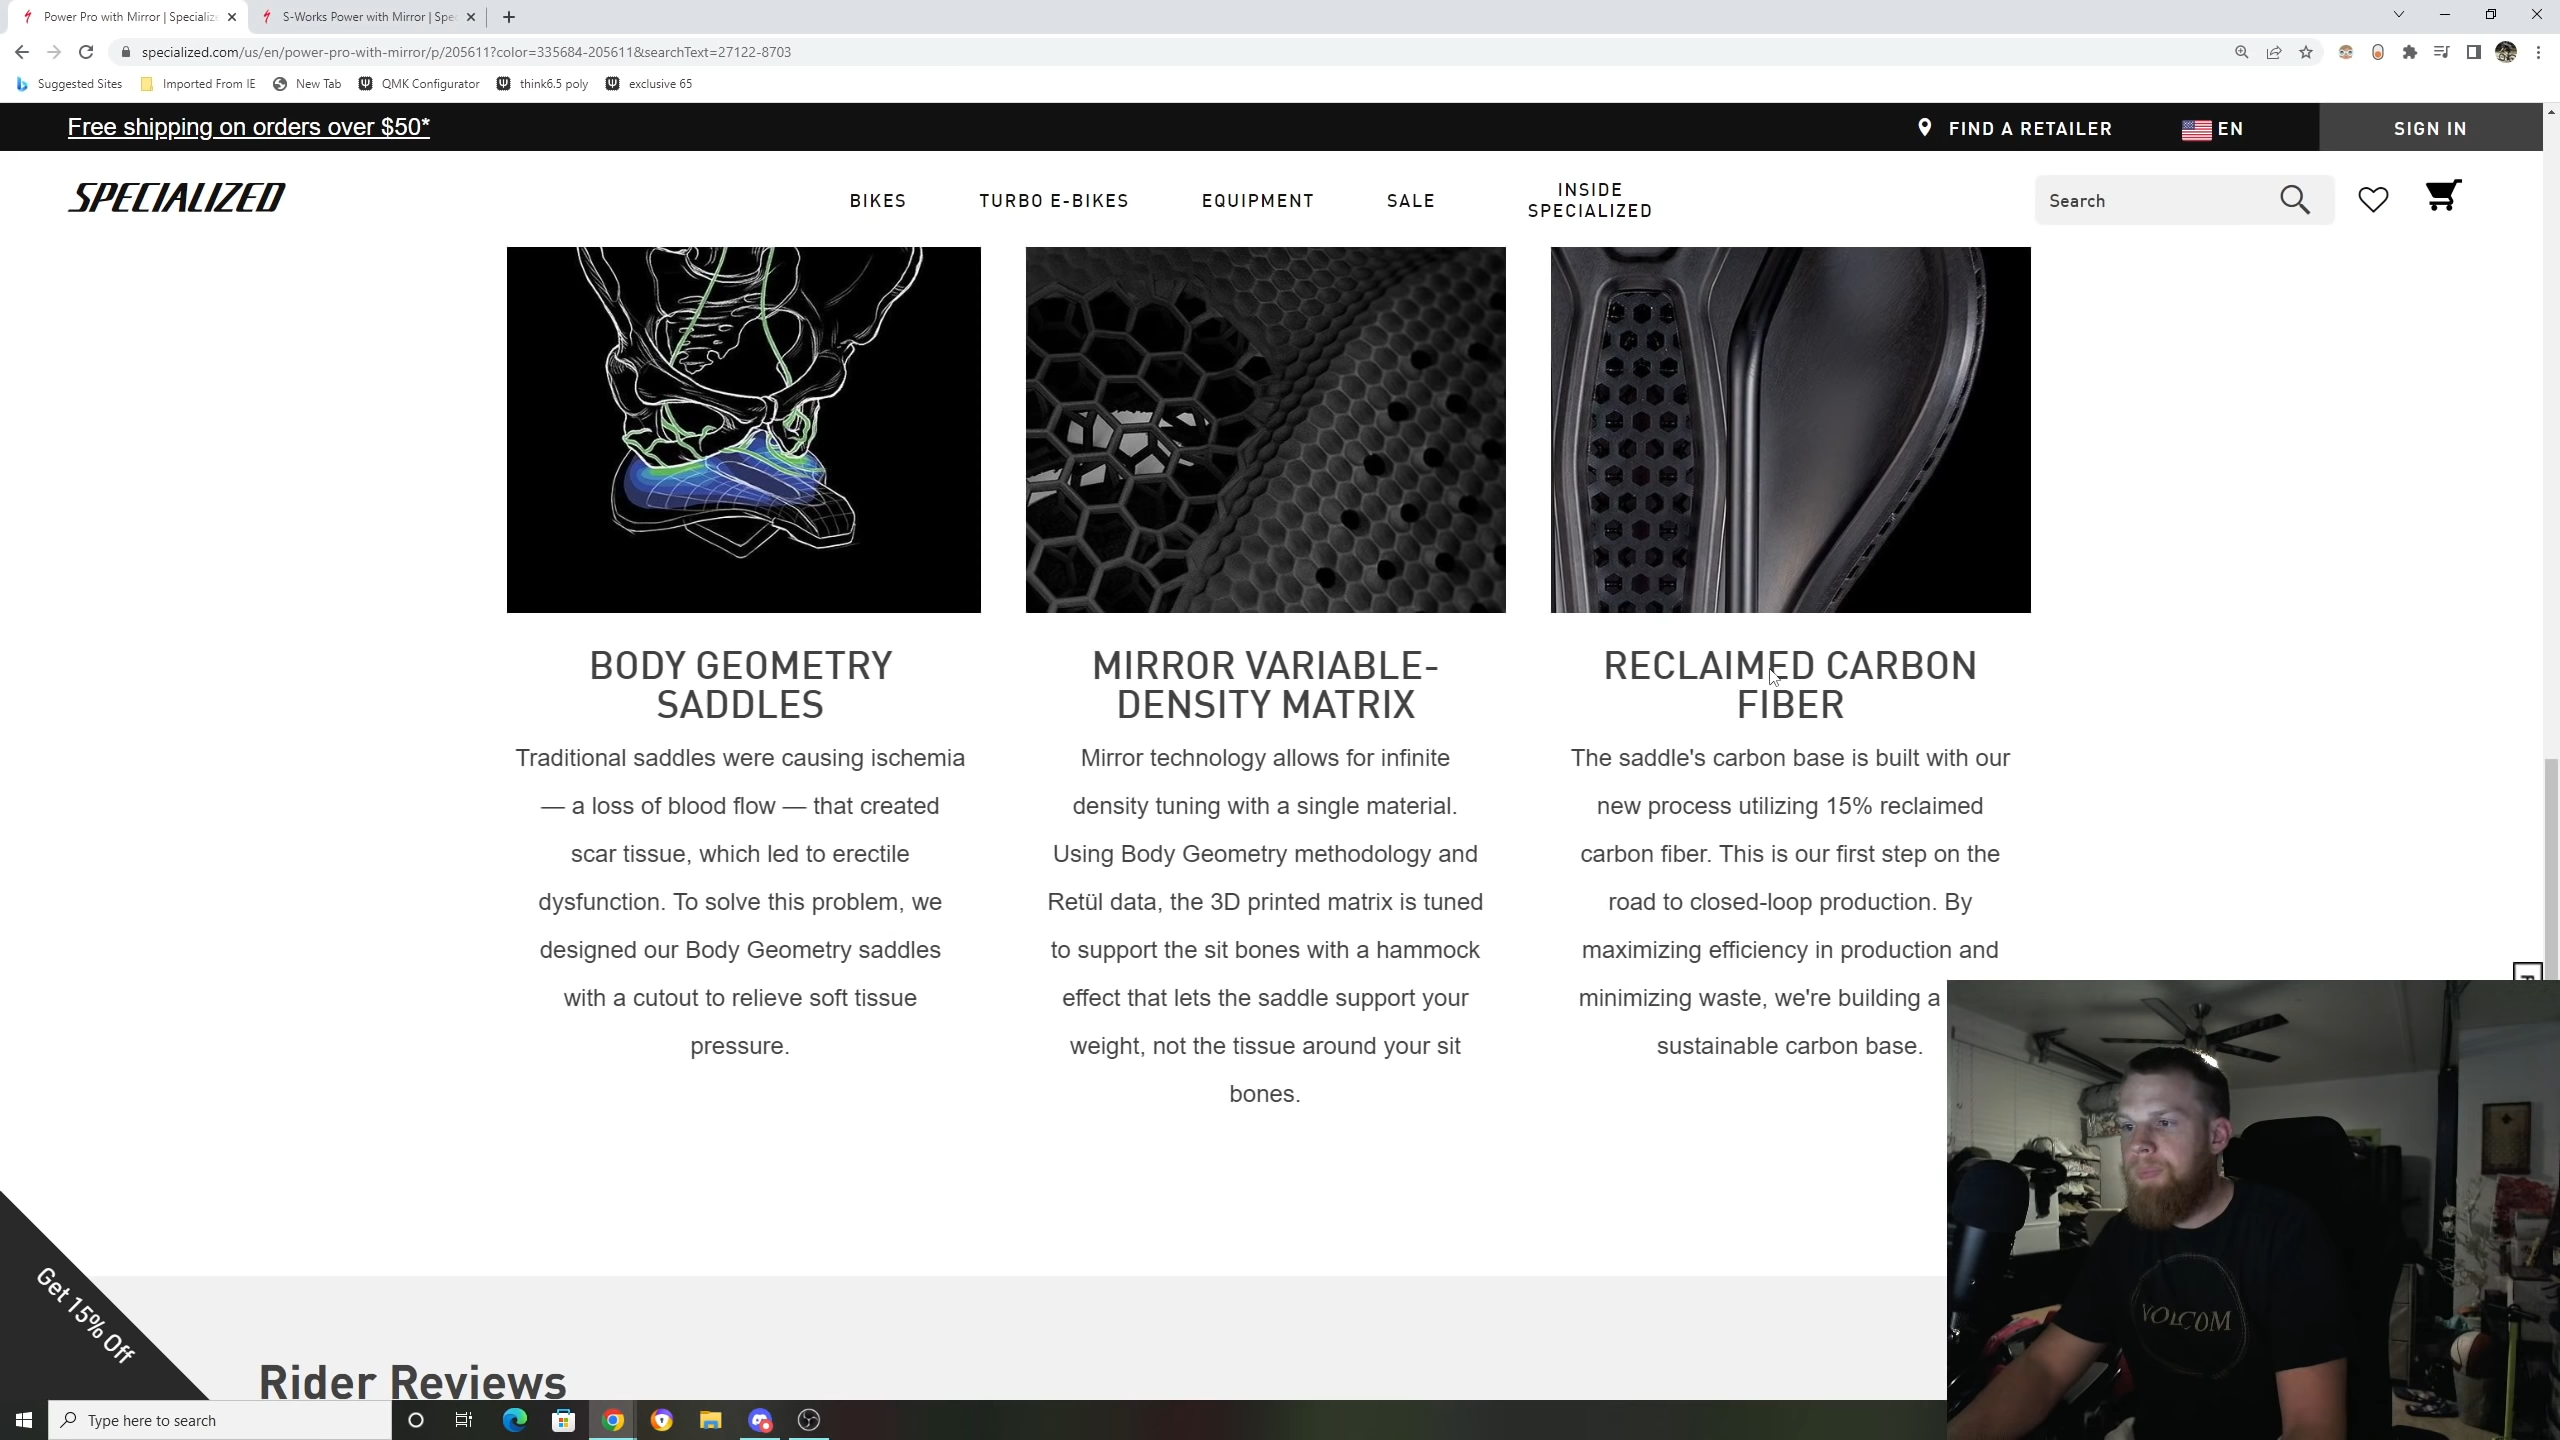 Power Pro with Mirror | Specialize
S-Works Power with Mirror | Spec
specialized.com/us/en/power-pro-with-mirror/p/205611?color=335684-205611&searchText=27122-8703
Suggested Sites
Imported From IE
New Tab
QMK Configurator
think6.5 poly
exclusive 65
Free shipping on orders over $50*
FIND A RETAILER
EN
SIGN IN
SPECIALIZED
BIKES
TURBO E-BIKES
EQUIPMENT
SALE
INSIDE
SPECIALIZED
Search
BODY GEOMETRY
SADDLES
Traditional saddles were causing ischemia
— a loss of blood flow — that created
scar tissue, which led to erectile
dysfunction. To solve this problem, we
designed our Body Geometry saddles
with a cutout to relieve soft tissue
pressure.
MIRROR VARIABLE-
DENSITY MATRIX
Mirror technology allows for infinite
density tuning with a single material.
Using Body Geometry methodology and
Retül data, the 3D printed matrix is tuned
to support the sit bones with a hammock
effect that lets the saddle support your
weight, not the tissue around your sit
bones.
RECLAIMED CARBON
FIBER
The saddle's carbon base is built with our
new process utilizing 15% reclaimed
carbon fiber. This is our first step on the
road to closed-loop production. By
maximizing efficiency in production and
minimizing waste, we're building a
sustainable carbon base.
Get 15% Off
Rider Reviews
VOLCOM
Type here to search